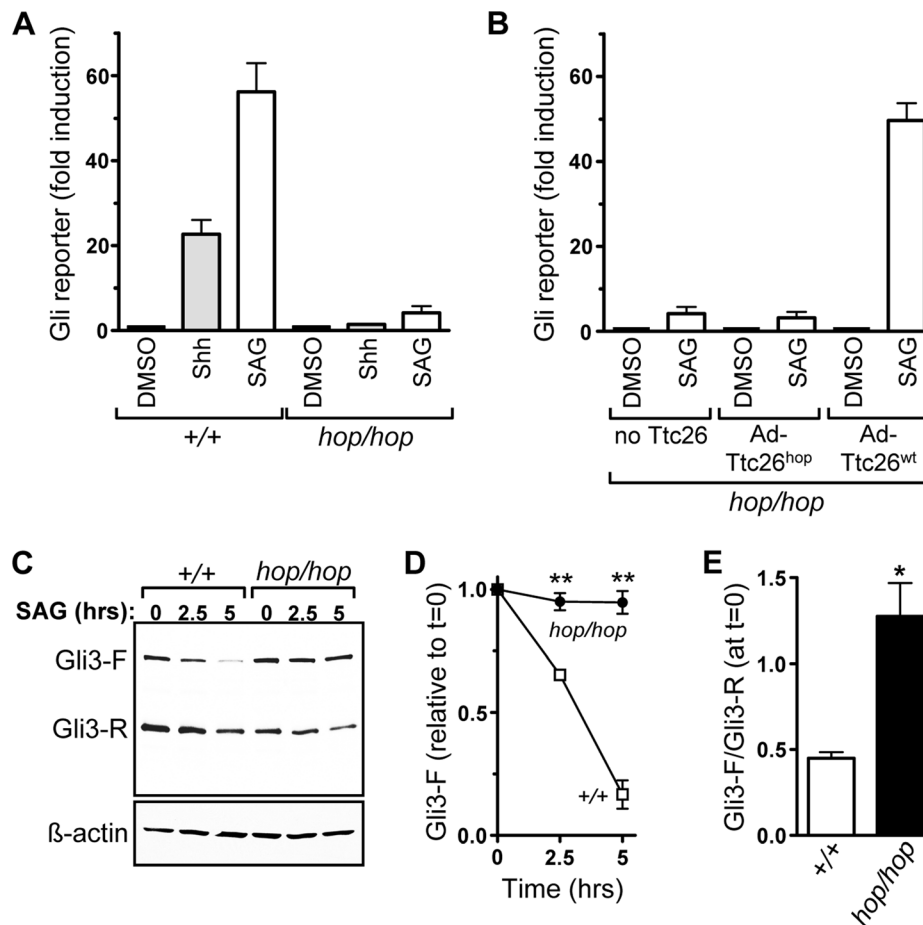 A
Gli reporter (fold induction)
60
40
20
0
DMSO
Shh
SAG
DMSO
Shh
SAG
+/+
hop/hop
B
Gli reporter (fold induction)
60
40
20
0
DMSO
SAG
DMSO
SAG
DMSO
SAG
no Ttc26
Ad-
Ttc26hop
Ad-
Ttc26wt
hop/hop
C
+/+
hop/hop
SAG (hrs): 0 2.5 5 0 2.5 5
Gli3-F
Gli3-R
ß-actin
D
Gli3-F (relative to t=0)
1.0
0.5
0.0
** **
hop/hop
+/+
0 2.5 5
Time (hrs)
E
Gli3-F/Gli3-R (at t=0)
1.5
1.0
0.5
0.0
*
+/+
hop/hop